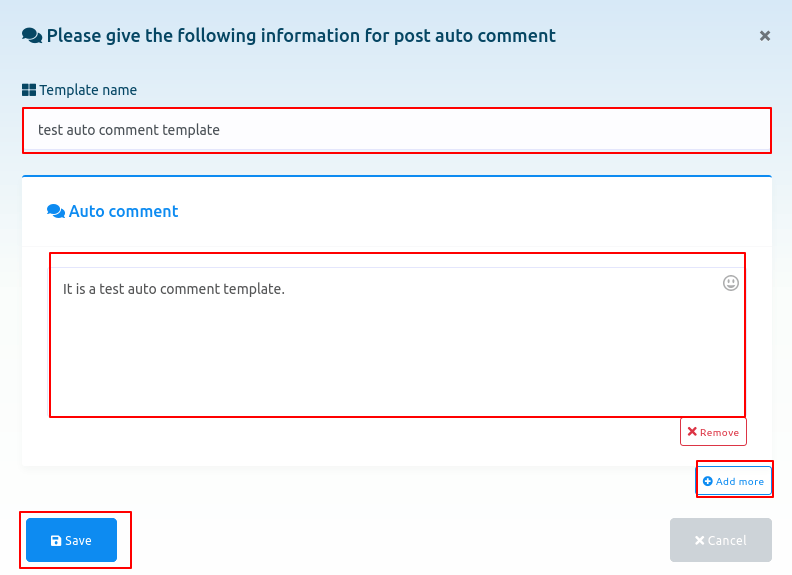 Please give the following information for post auto comment
Template name
test auto comment template
Auto comment
It is a test auto comment template.
Remove
Add more
Save
Cancel